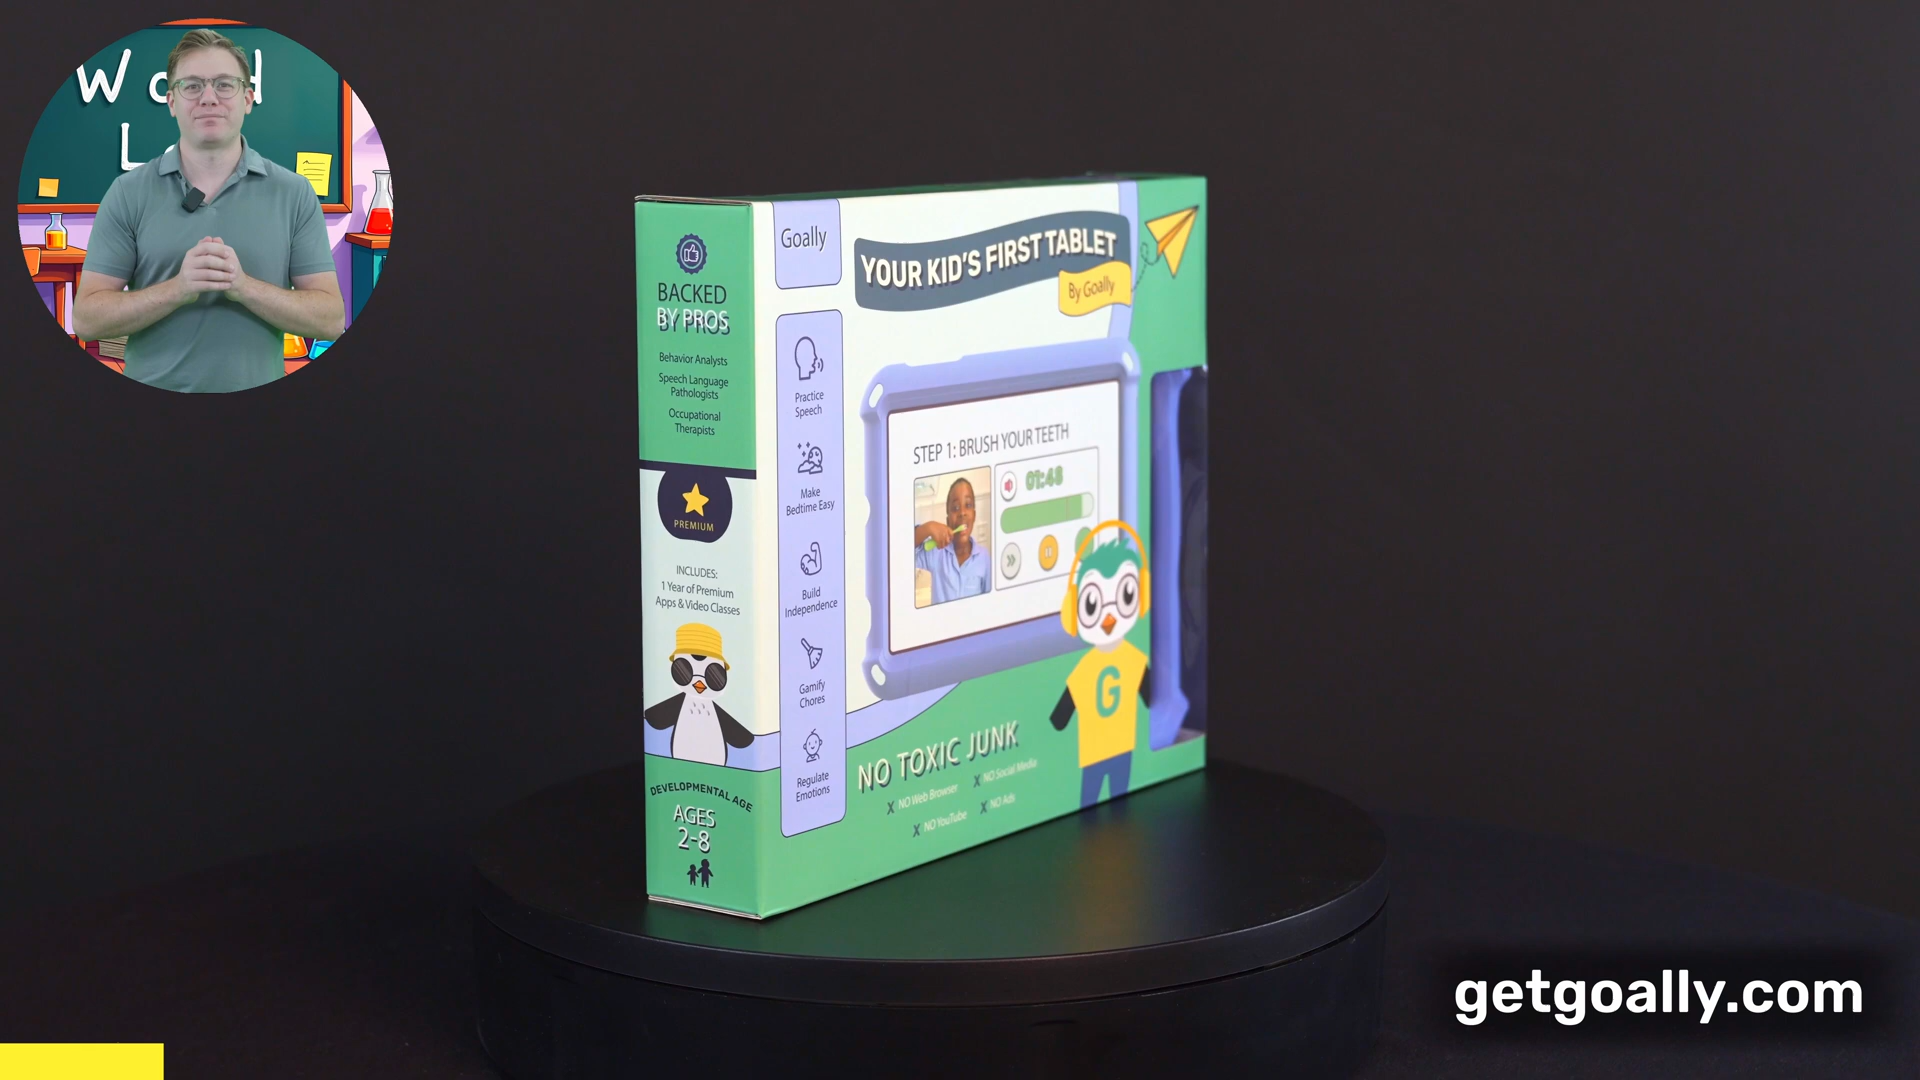 W
d
L
BACKED
BY PROS
Behavior Analysts
Speech Language
Pathologists
Occupational
Therapists
PREMIUM
INCLUDES:
1 Year of Premium
Apps & Video Classes
DEVELOPMENTAL AGE
AGES
2-8
Goally
Practice
Speech
Make
Bedtime Easy
Build
Independence
Gamify
Chores
Regulate
Emotions
YOUR KID'S FIRST TABLET
By Goally
STEP 1: BRUSH YOUR TEETH
01:48
G
NO TOXIC JUNK
X NO Web Browser
X NO Social Media
X NO YouTube
X NO Ads
getgoally.com